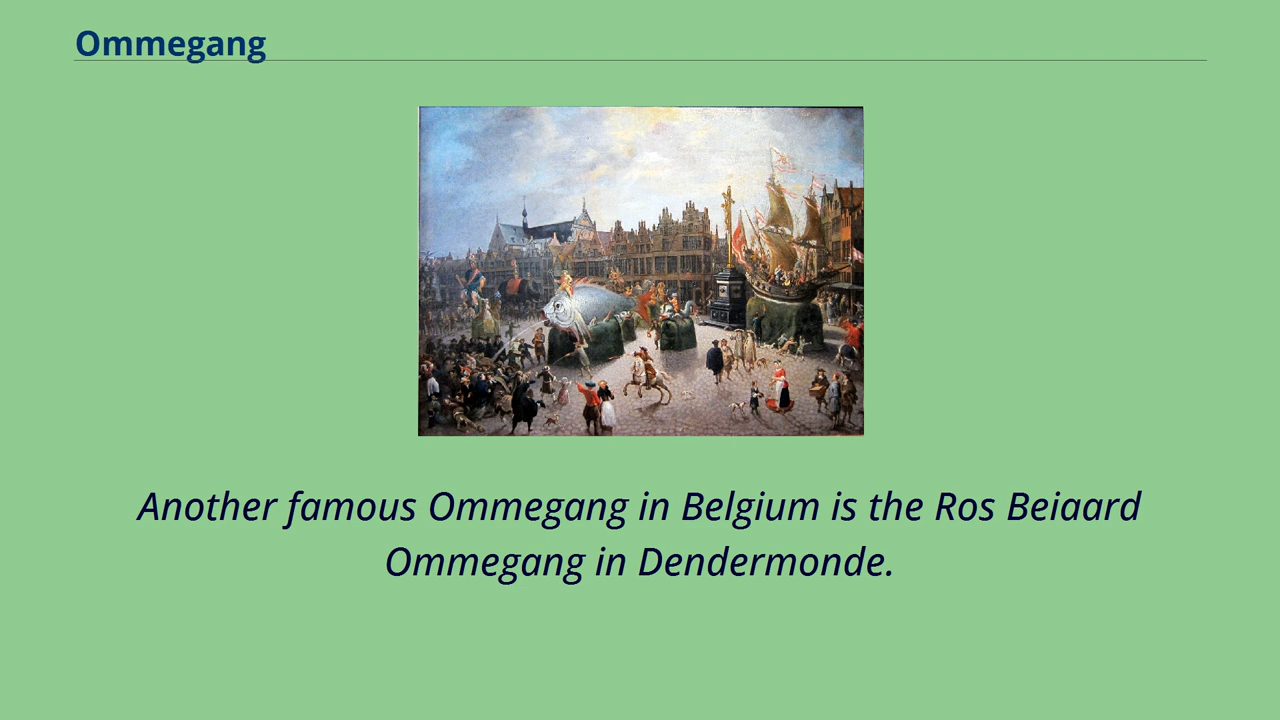 Ommegang
Another famous Ommegang in Belgium is the Ros Beiaard
Ommegang in Dendermonde.